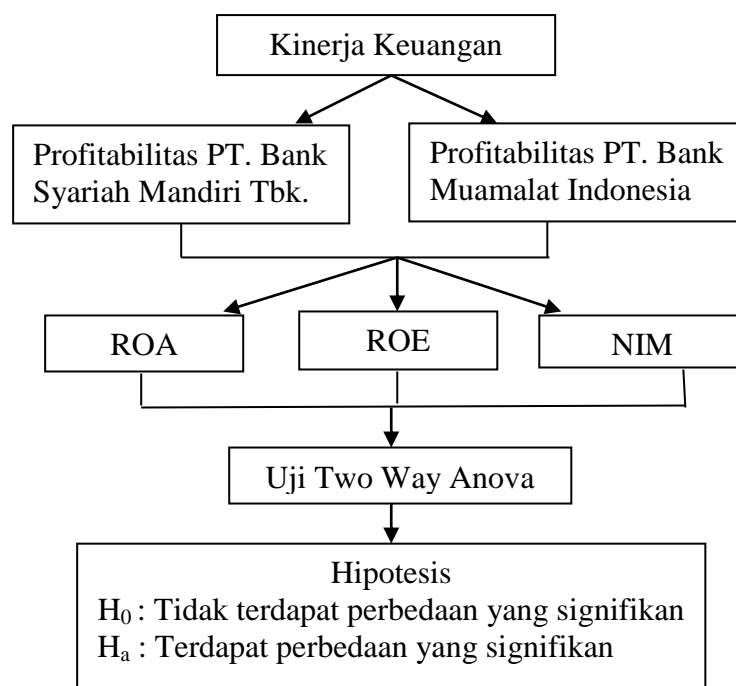 Kinerja Keuangan
Profitabilitas PT. Bank
Syariah Mandiri Tbk.
Profitabilitas PT. Bank
Muamalat Indonesia
ROA
ROE
NIM
Uji Two Way Anova
Hipotesis
H₀ : Tidak terdapat perbedaan yang signifikan
Hₐ : Terdapat perbedaan yang signifikan